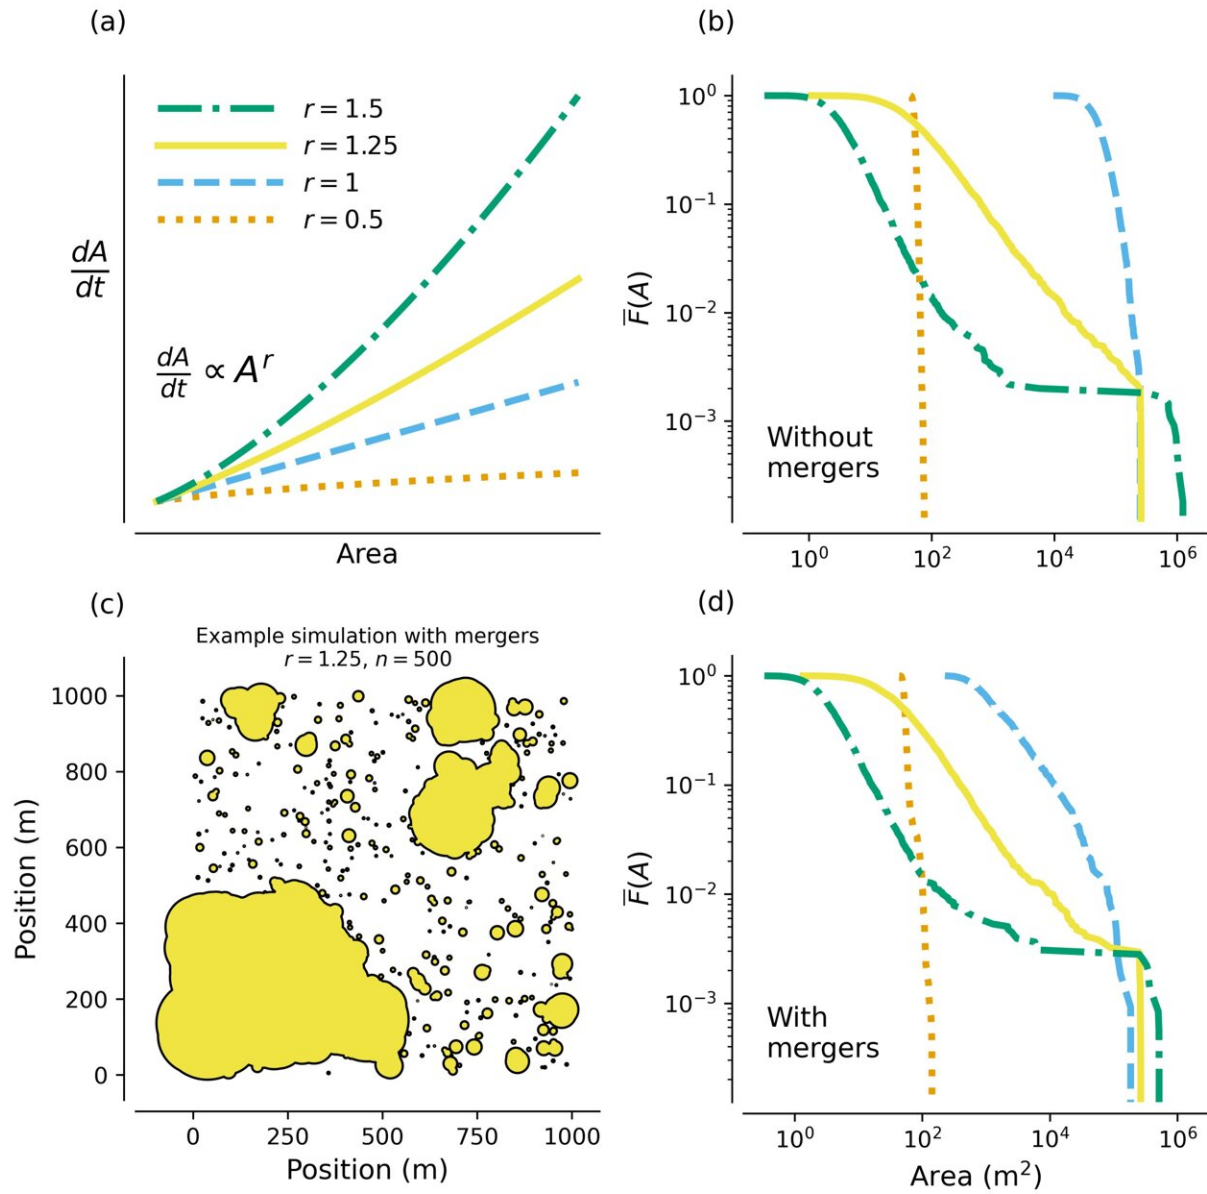 (a)
r = 1.5
r = 1.25
r = 1
r = 0.5
dA
dt
dA/dt ∝ A^r
Area
(b)
10^0
10^-1
10^-2
10^-3
F̅(A)
Without
mergers
10^0 10^2 10^4 10^6
(c)
Example simulation with mergers
r = 1.25, n = 500
1000
800
600
400
200
0
Position (m)
0 250 500 750 1000
Position (m)
(d)
10^0
10^-1
10^-2
10^-3
F̅(A)
With
mergers
10^0 10^2 10^4 10^6
Area (m²)